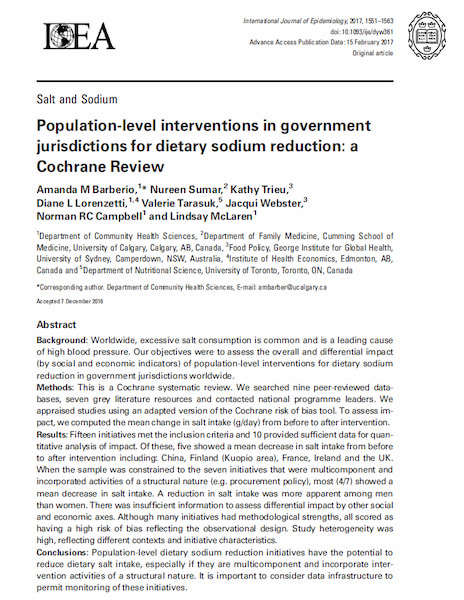 IEA
International Journal of Epidemiology, 2017, 1551–1563
doi: 10.1093/ije/dyw361
Advance Access Publication Date: 15 February 2017
Original article
Salt and Sodium
Population-level interventions in government
jurisdictions for dietary sodium reduction: a
Cochrane Review
Amanda M Barberio,1* Nureen Sumar,2 Kathy Trieu,3
Diane L Lorenzetti,1,4 Valerie Tarasuk,5 Jacqui Webster,3
Norman RC Campbell1 and Lindsay McLaren1
1Department of Community Health Sciences, 2Department of Family Medicine, Cumming School of
Medicine, University of Calgary, Calgary, AB, Canada, 3Food Policy, George Institute for Global Health,
University of Sydney, Camperdown, NSW, Australia, 4Institute of Health Economics, Edmonton, AB,
Canada and 5Department of Nutritional Science, University of Toronto, Toronto, ON, Canada
*Corresponding author. Department of Community Health Sciences, E-mail: ambarber@ucalgary.ca
Accepted 7 December 2016
Abstract
Background: Worldwide, excessive salt consumption is common and is a leading cause
of high blood pressure. Our objectives were to assess the overall and differential impact
(by social and economic indicators) of population-level interventions for dietary sodium
reduction in government jurisdictions worldwide.
Methods: This is a Cochrane systematic review. We searched nine peer-reviewed data-
bases, seven grey literature resources and contacted national programme leaders. We
appraised studies using an adapted version of the Cochrane risk of bias tool. To assess im-
pact, we computed the mean change in salt intake (g/day) from before to after intervention.
Results: Fifteen initiatives met the inclusion criteria and 10 provided sufficient data for quan-
titative analysis of impact. Of these, five showed a mean decrease in salt intake from before
to after intervention including: China, Finland (Kuopio area), France, Ireland and the UK.
When the sample was constrained to the seven initiatives that were multicomponent and
incorporated activities of a structural nature (e.g. procurement policy), most (4/7) showed a
mean decrease in salt intake. A reduction in salt intake was more apparent among men
than women. There was insufficient information to assess differential impact by other social
and economic axes. Although many initiatives had methodological strengths, all scored as
having a high risk of bias reflecting the observational design. Study heterogeneity was
high, reflecting different contexts and initiative characteristics.
Conclusions: Population-level dietary sodium reduction initiatives have the potential to
reduce dietary salt intake, especially if they are multicomponent and incorporate inter-
vention activities of a structural nature. It is important to consider data infrastructure to
permit monitoring of these initiatives.